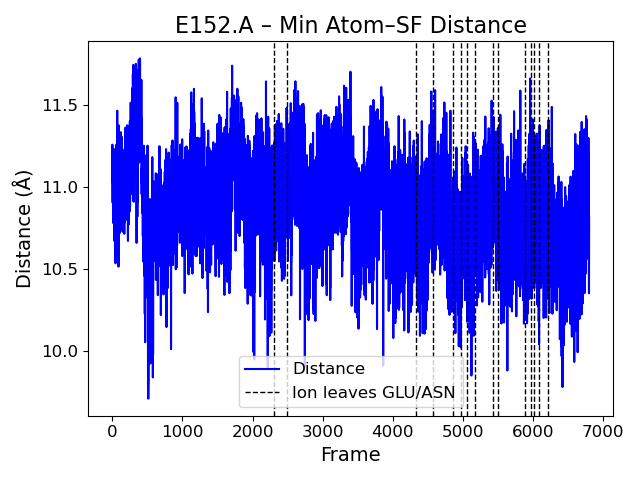 E152.A – Min Atom–SF Distance
Distance (Å)
11.5
11.0
10.5
10.0
Distance
Ion leaves GLU/ASN
0 1000 2000 3000 4000 5000 6000 7000
Frame